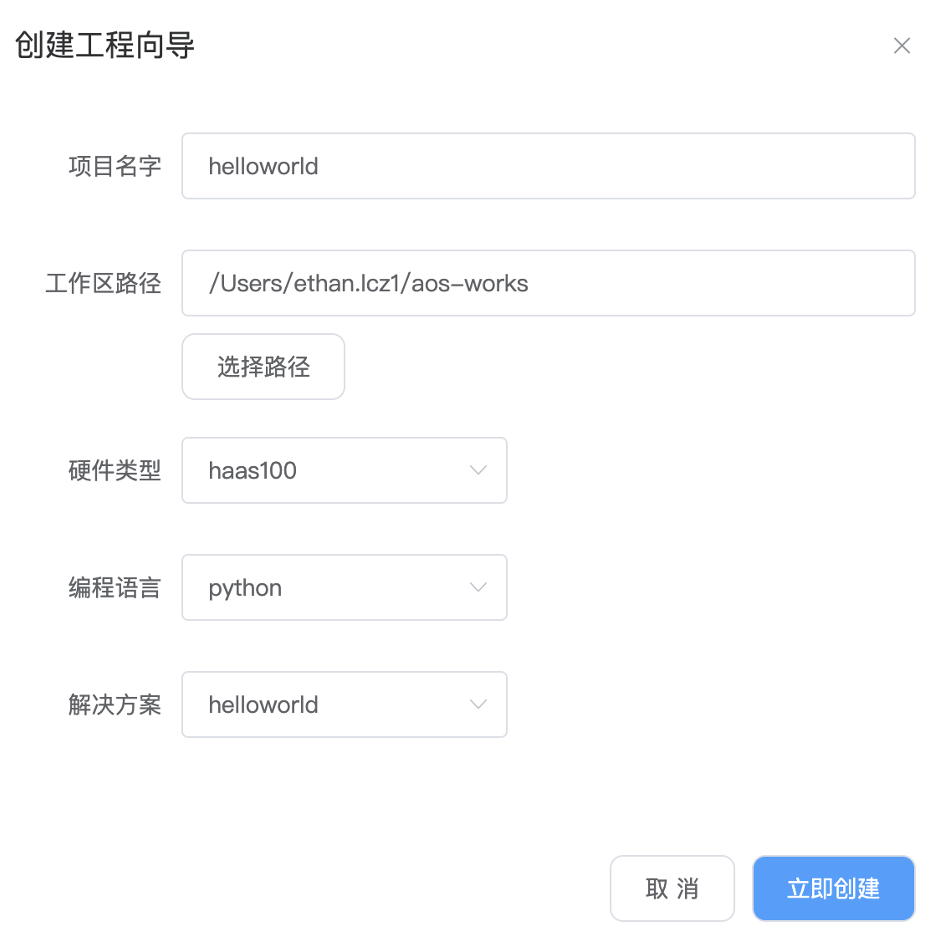 创建工程向导
项目名字 helloworld
工作区路径 /Users/ethan.lcz1/aos-works
选择路径
硬件类型 haas100
编程语言 python
解决方案 helloworld
取 消 立即创建